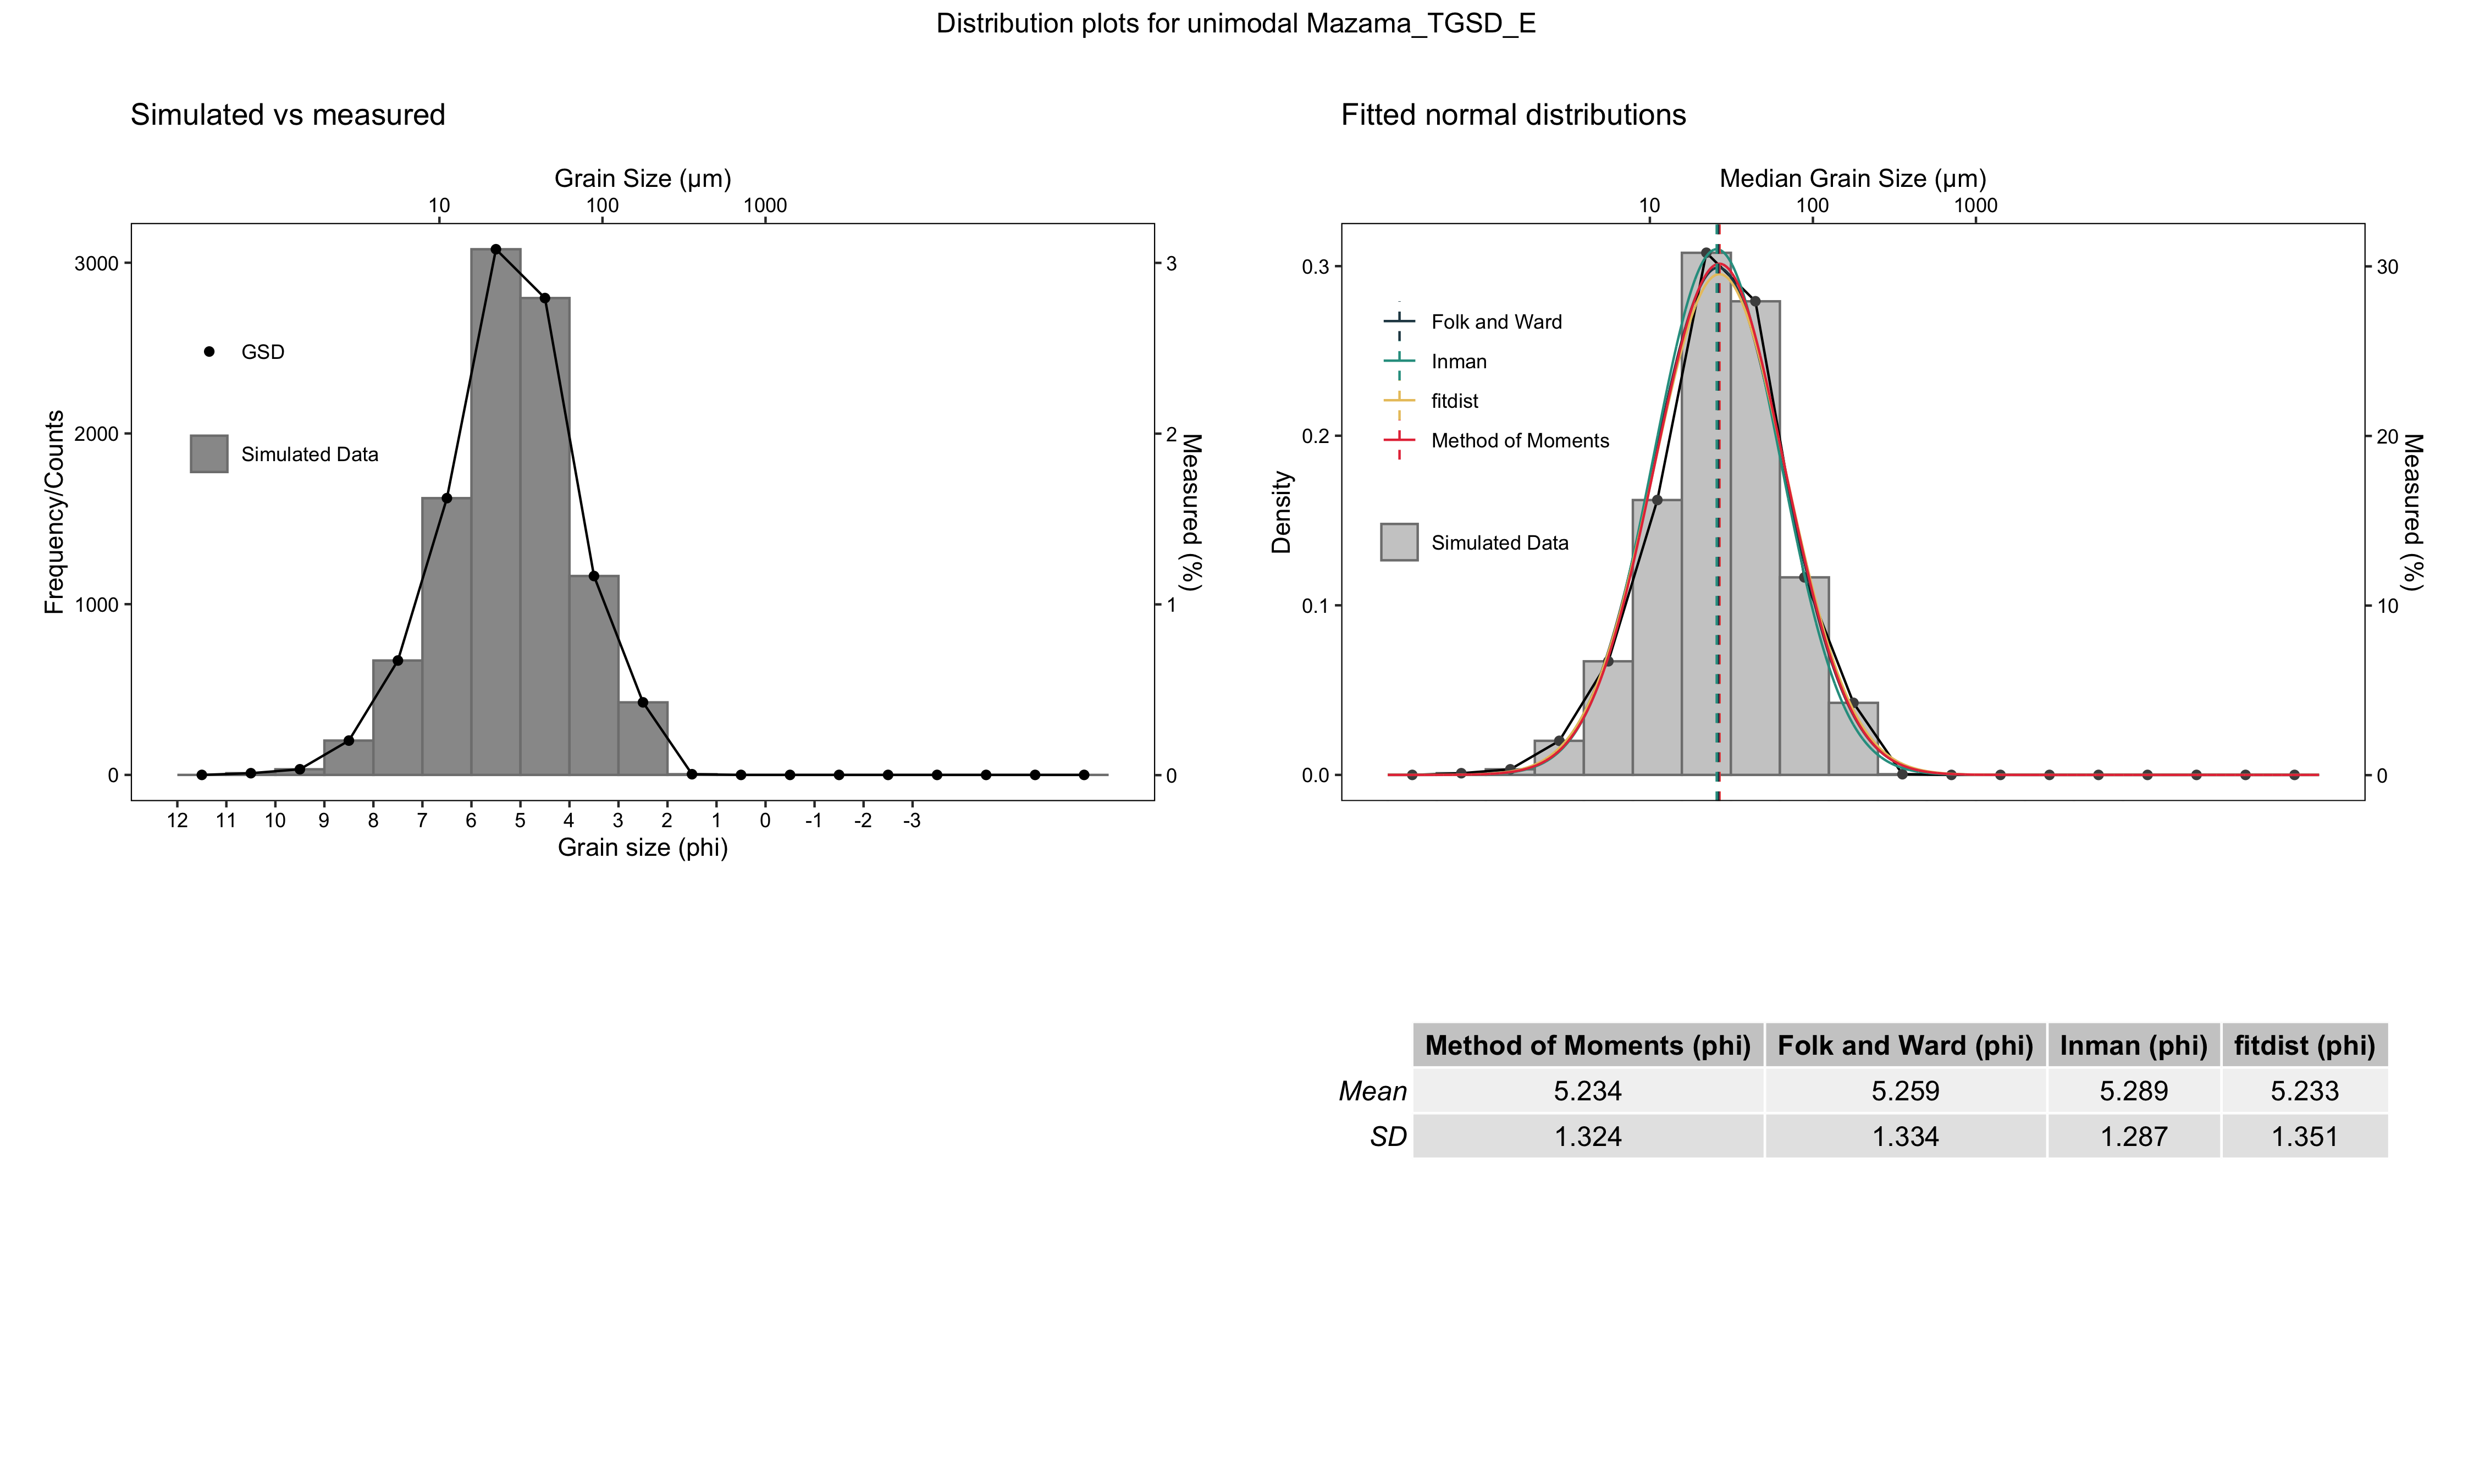 Distribution plots for unimodal Mazama_TGSD_E
Simulated vs measured
Grain Size (µm)
10 100 1000
3000
2000
1000
0
Frequency/Counts
GSD
Simulated Data
3
2
1
0
Measured (%)
12 11 10 9 8 7 6 5 4 3 2 1 0 -1 -2 -3
Grain size (phi)
Fitted normal distributions
Median Grain Size (µm)
10 100 1000
0.3
0.2
0.1
0.0
Density
Folk and Ward
Inman
fitdist
Method of Moments
Simulated Data
30
20
10
0
Measured (%)
Method of Moments (phi) Folk and Ward (phi) Inman (phi) fitdist (phi)
Mean 5.234 5.259 5.289 5.233
SD 1.324 1.334 1.287 1.351